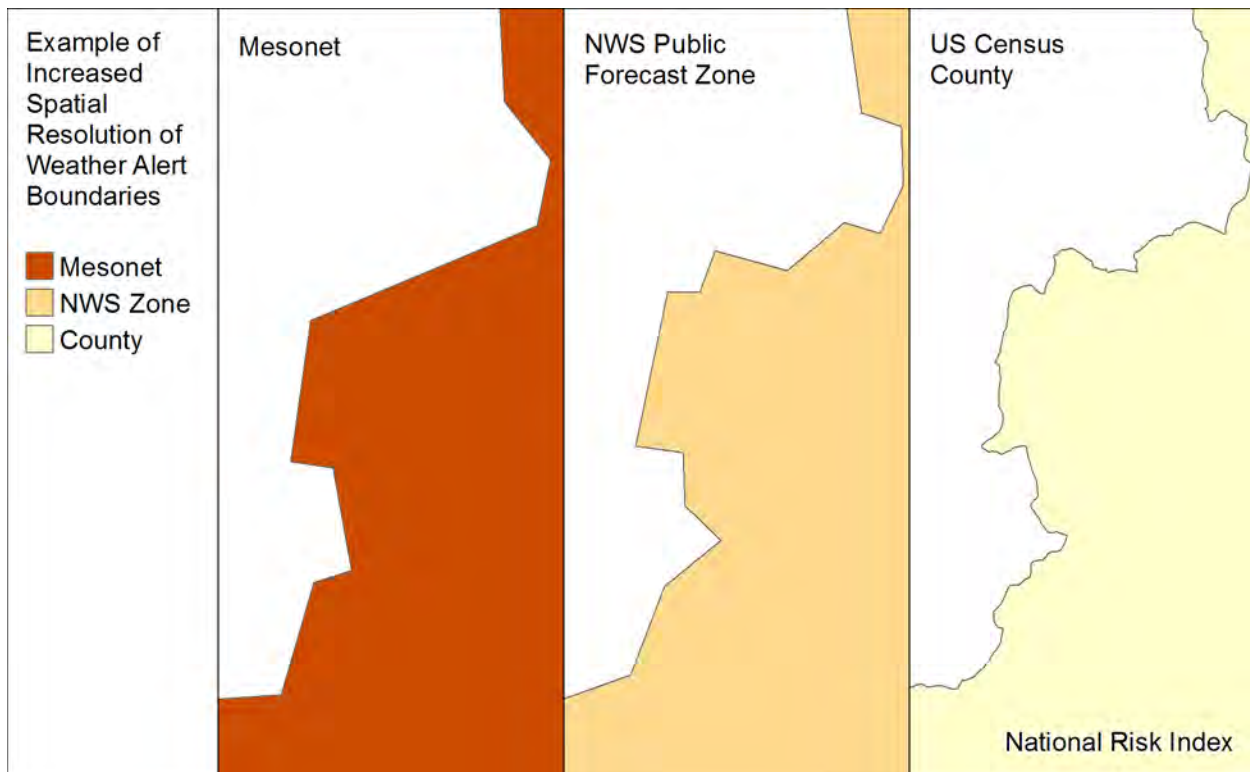 Example of
Increased
Spatial
Resolution of
Weather Alert
Boundaries
Mesonet
NWS Zone
County
Mesonet
NWS Public
Forecast Zone
US Census
County
National Risk Index